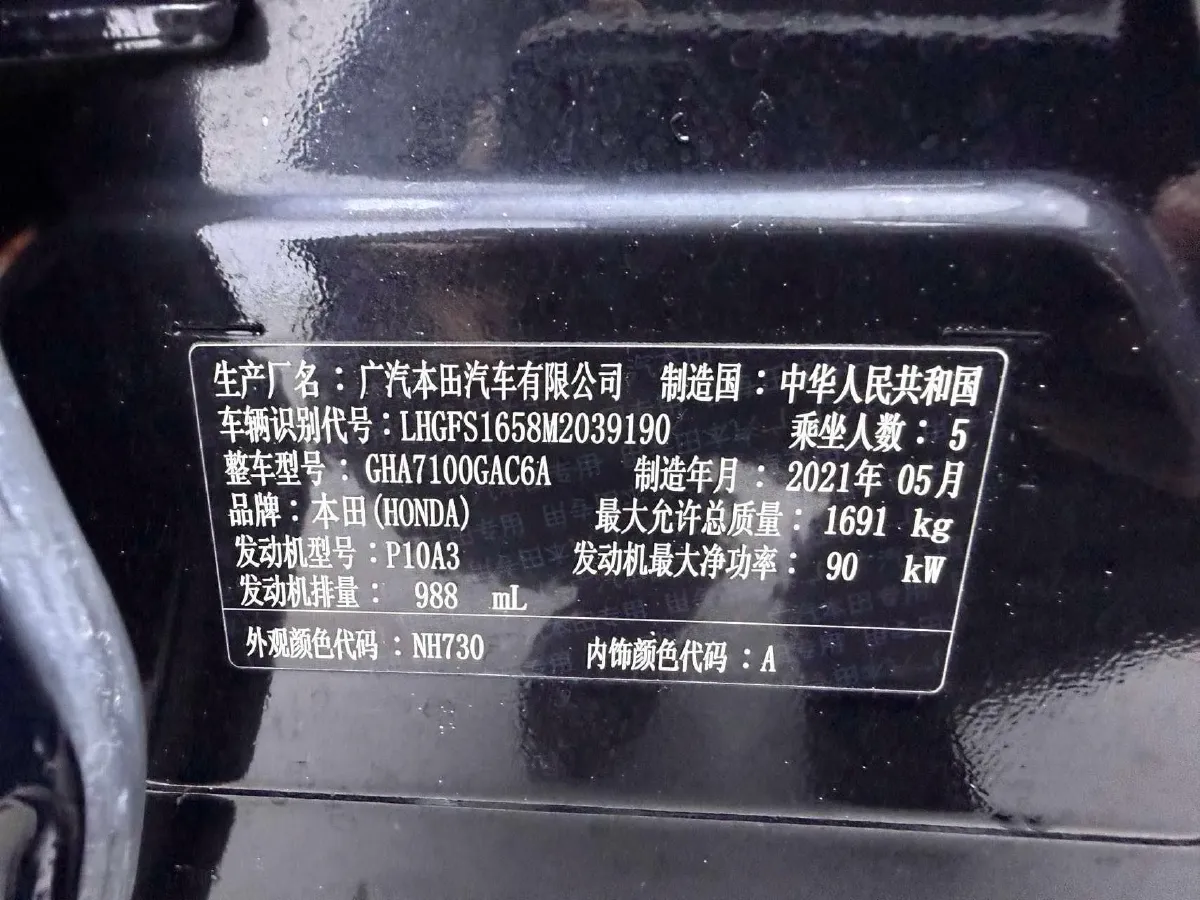 生产厂名：广汽本田汽车有限公司 制造国：中华人民共和国
车辆识别代号：LHGFS1658M2039190 乘坐人数：5
整车型号：GHA7100GAC6A 制造年月：2021年05月
品牌：本田(HONDA) 最大允许总质量：1691 kg
发动机型号：P10A3 发动机最大净功率：90 kW
发动机排量：988 mL
外观颜色代码：NH730 内饰颜色代码：A